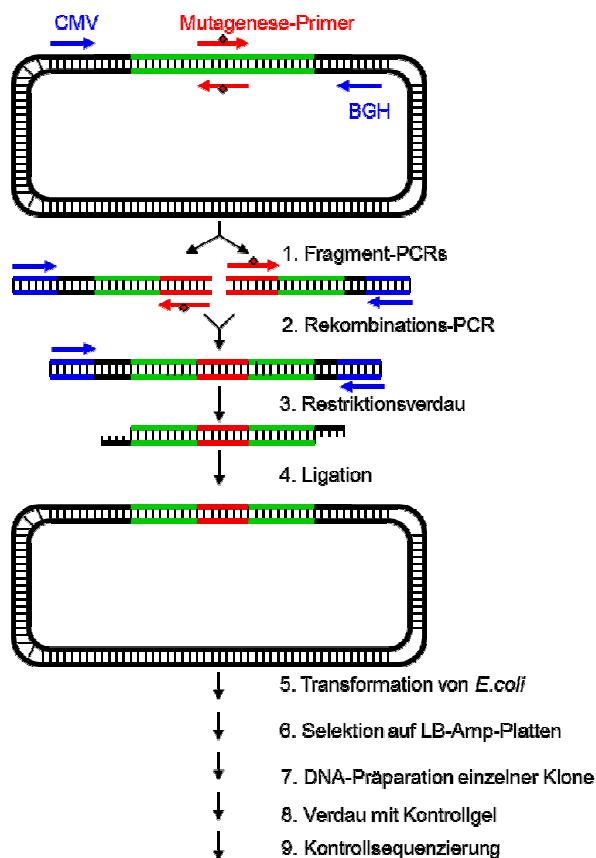 CMV Mutagenese-Primer
BGH
1. Fragment-PCRs
2. Rekombinations-PCR
3. Restriktionsverdau
4. Ligation
5. Transformation von E.coli
6. Selektion auf LB-Amp-Platten
7. DNA-Präparation einzelner Klone
8. Verdau mit Kontrollgel
9. Kontrollsequenzierung